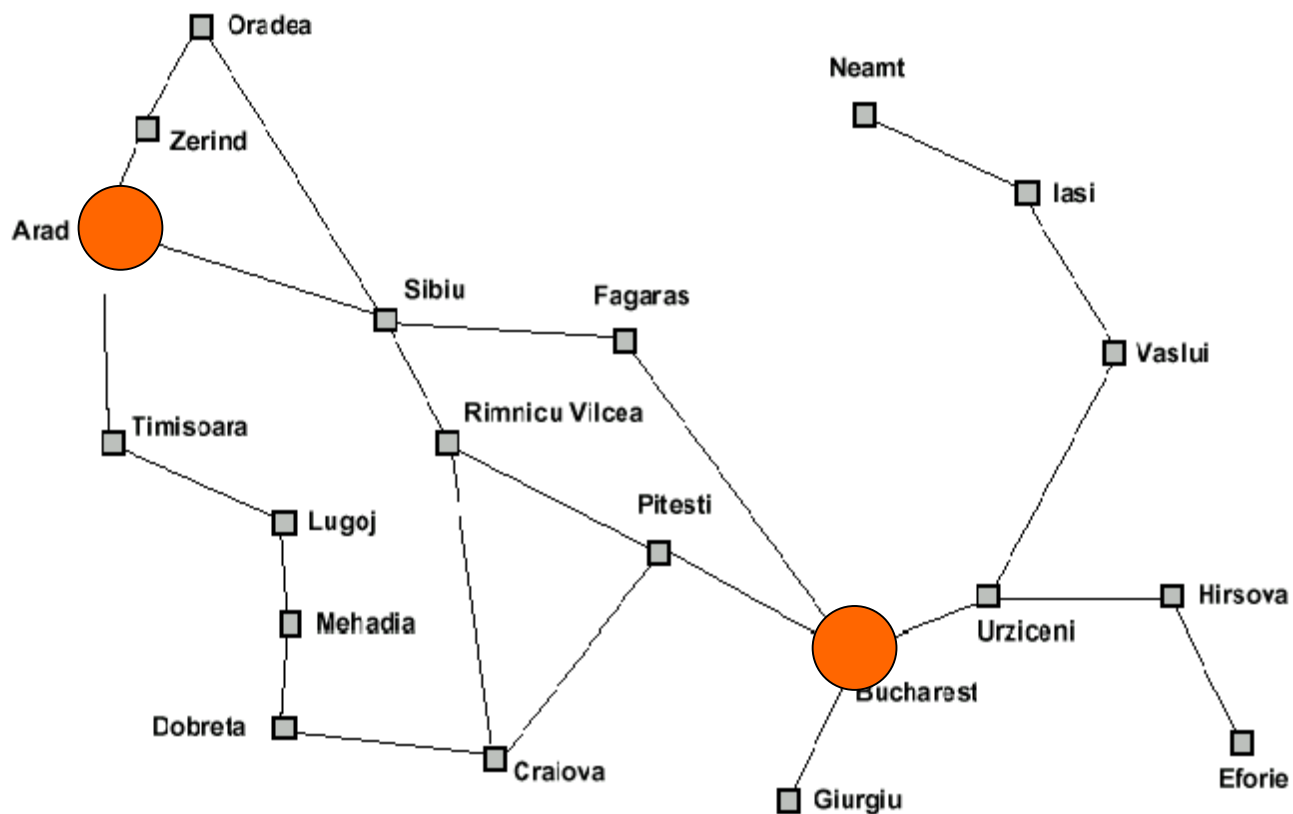 Oradea
Neamt
Zerind
Iasi
Arad
Sibiu
Fagaras
Vaslui
Rimnicu Vilcea
Timisoara
Pitesti
Lugoj
Hirsova
Mehadia
Urziceni
Bucharest
Dobreta
Craiova
Eforie
Giurgiu